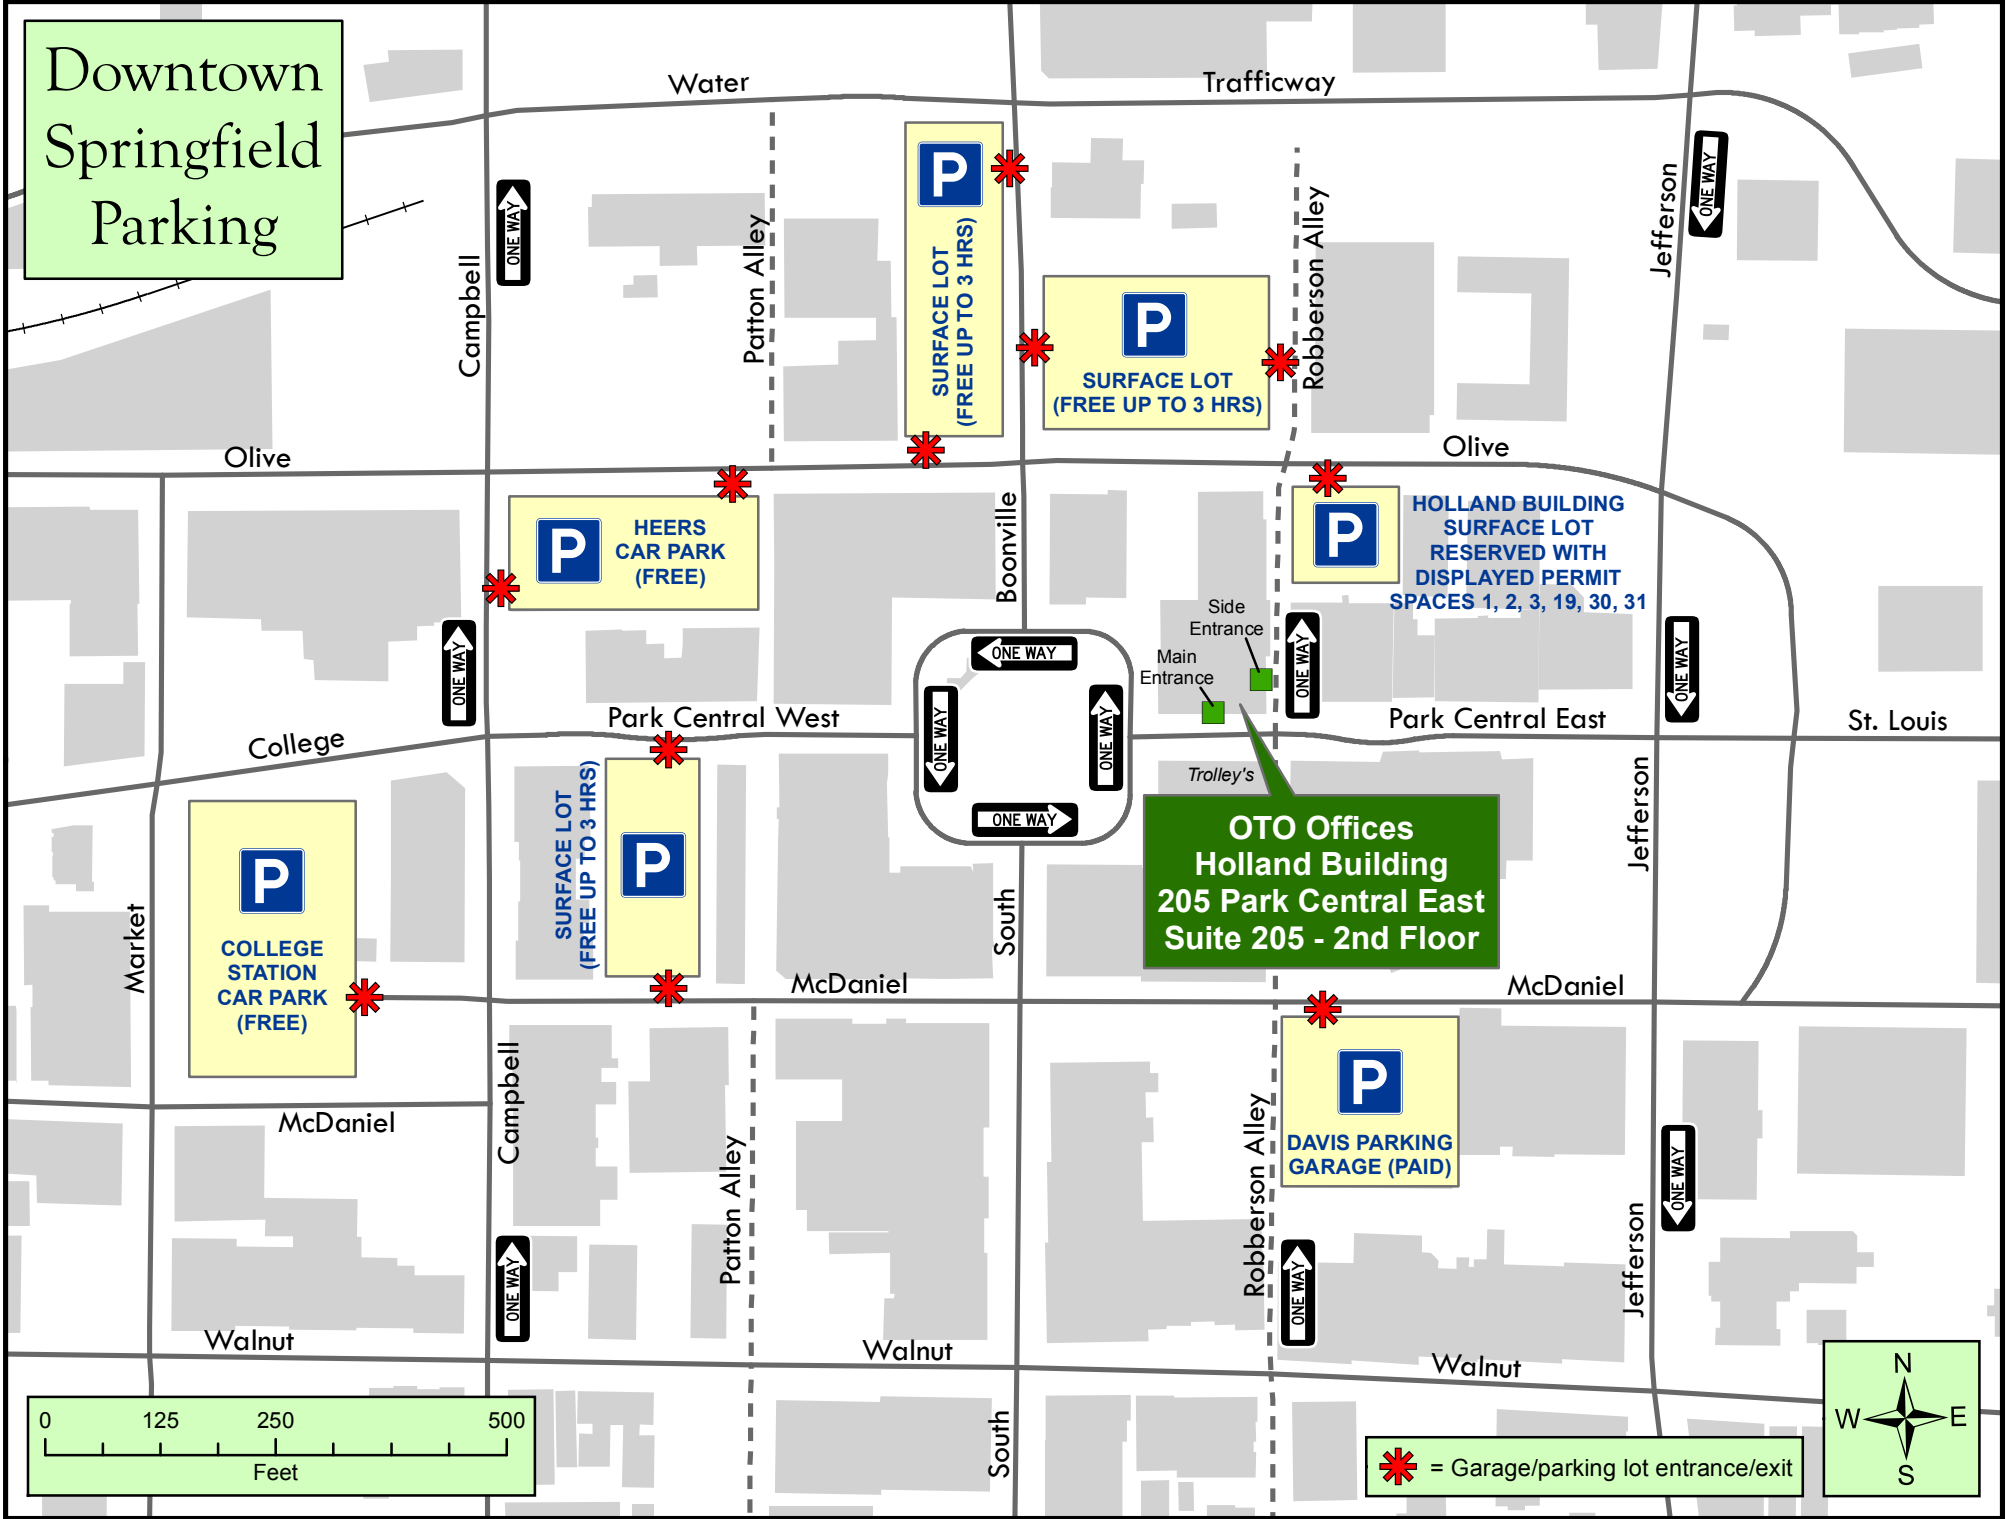 Downtown
Springfield
Parking
Water
Trafficway
ONE WAY
Campbell
Patton Alley
P
SURFACE LOT
(FREE UP TO 3 HRS)
P
SURFACE LOT
(FREE UP TO 3 HRS)
Robberson Alley
Jefferson
ONE WAY
Olive
Olive
P
HEERS
CAR PARK
(FREE)
Boonville
P
HOLLAND BUILDING
SURFACE LOT
RESERVED WITH
DISPLAYED PERMIT
SPACES 1, 2, 3, 19, 30, 31
Side
Entrance
Main
Entrance
ONE WAY
ONE WAY
ONE WAY
ONE WAY
ONE WAY
ONE WAY
ONE WAY
College
Park Central West
Park Central East
St. Louis
Trolley's
OTO Offices
Holland Building
205 Park Central East
Suite 205 - 2nd Floor
P
SURFACE LOT
(FREE UP TO 3 HRS)
P
COLLEGE
STATION
CAR PARK
(FREE)
Market
South
Jefferson
McDaniel
McDaniel
McDaniel
Campbell
Patton Alley
Robberson Alley
P
DAVIS PARKING
GARAGE (PAID)
ONE WAY
ONE WAY
ONE WAY
Jefferson
Walnut
Walnut
Walnut
South
0 125 250 500
Feet
= Garage/parking lot entrance/exit
N
W E
S